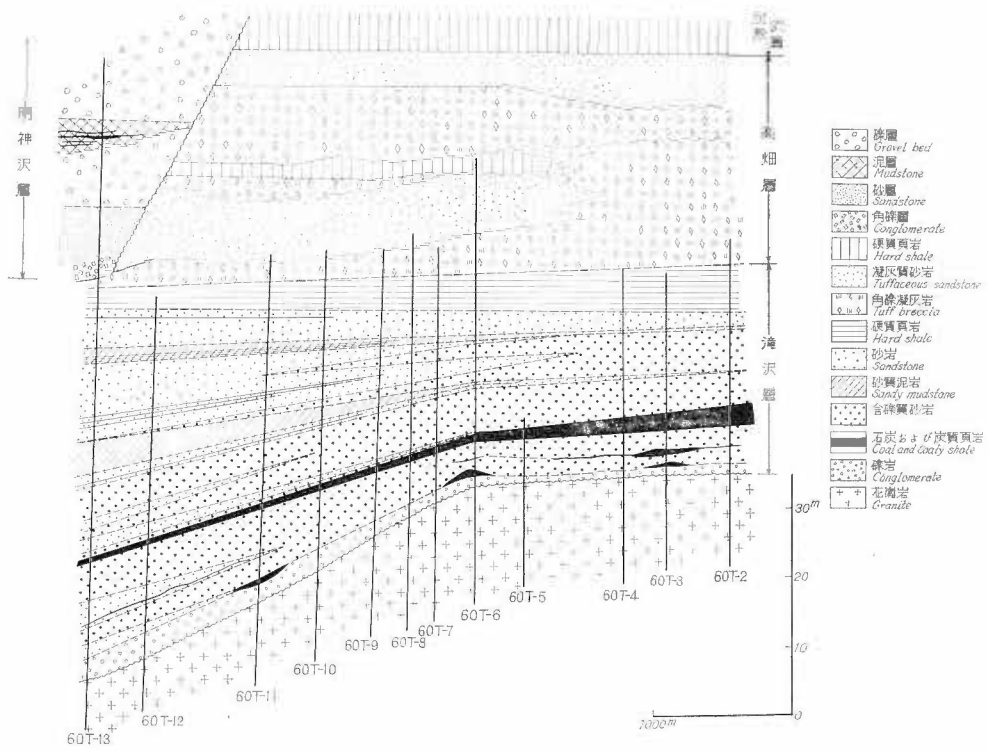 明神沢層
畑層
滝沢層
礫層
Gravel bed
泥層
Mudstone
砂層
Sandstone
角礫層
Conglomerate
硬質頁岩
Hard shale
凝灰質砂岩
Tuffaceous sandstone
角礫凝灰岩
Tuff breccia
硬質頁岩
Hard shale
砂岩
Sandstone
砂質泥岩
Sandy mudstone
含礫質砂岩
石炭および炭質頁岩
Coal and Coaly shale
礫岩
Conglomerate
花崗岩
Granite
30m
20
10
0
1000m
60T-2
60T-3
60T-4
60T-5
60T-6
60T-7
60T-8
60T-9
60T-10
60T-1
60T-12
60T-13